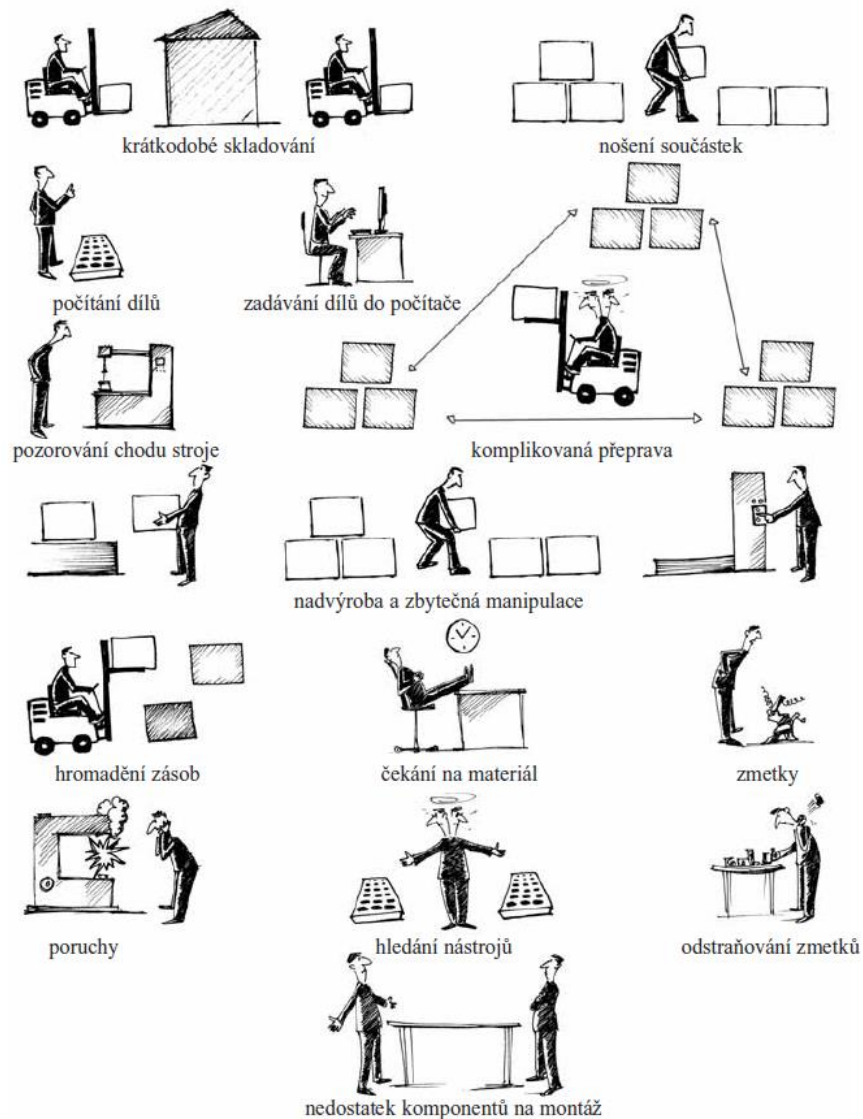 krátkodobé skladování
nošení součástek
počítání dílů
zadávání dílů do počítače
pozorování chodu stroje
komplikovaná přeprava
nadvýroba a zbytečná manipulace
hromadění zásob
čekání na materiál
zmetky
poruchy
hledání nástrojů
odstraňování zmetků
nedostatek komponentů na montáž